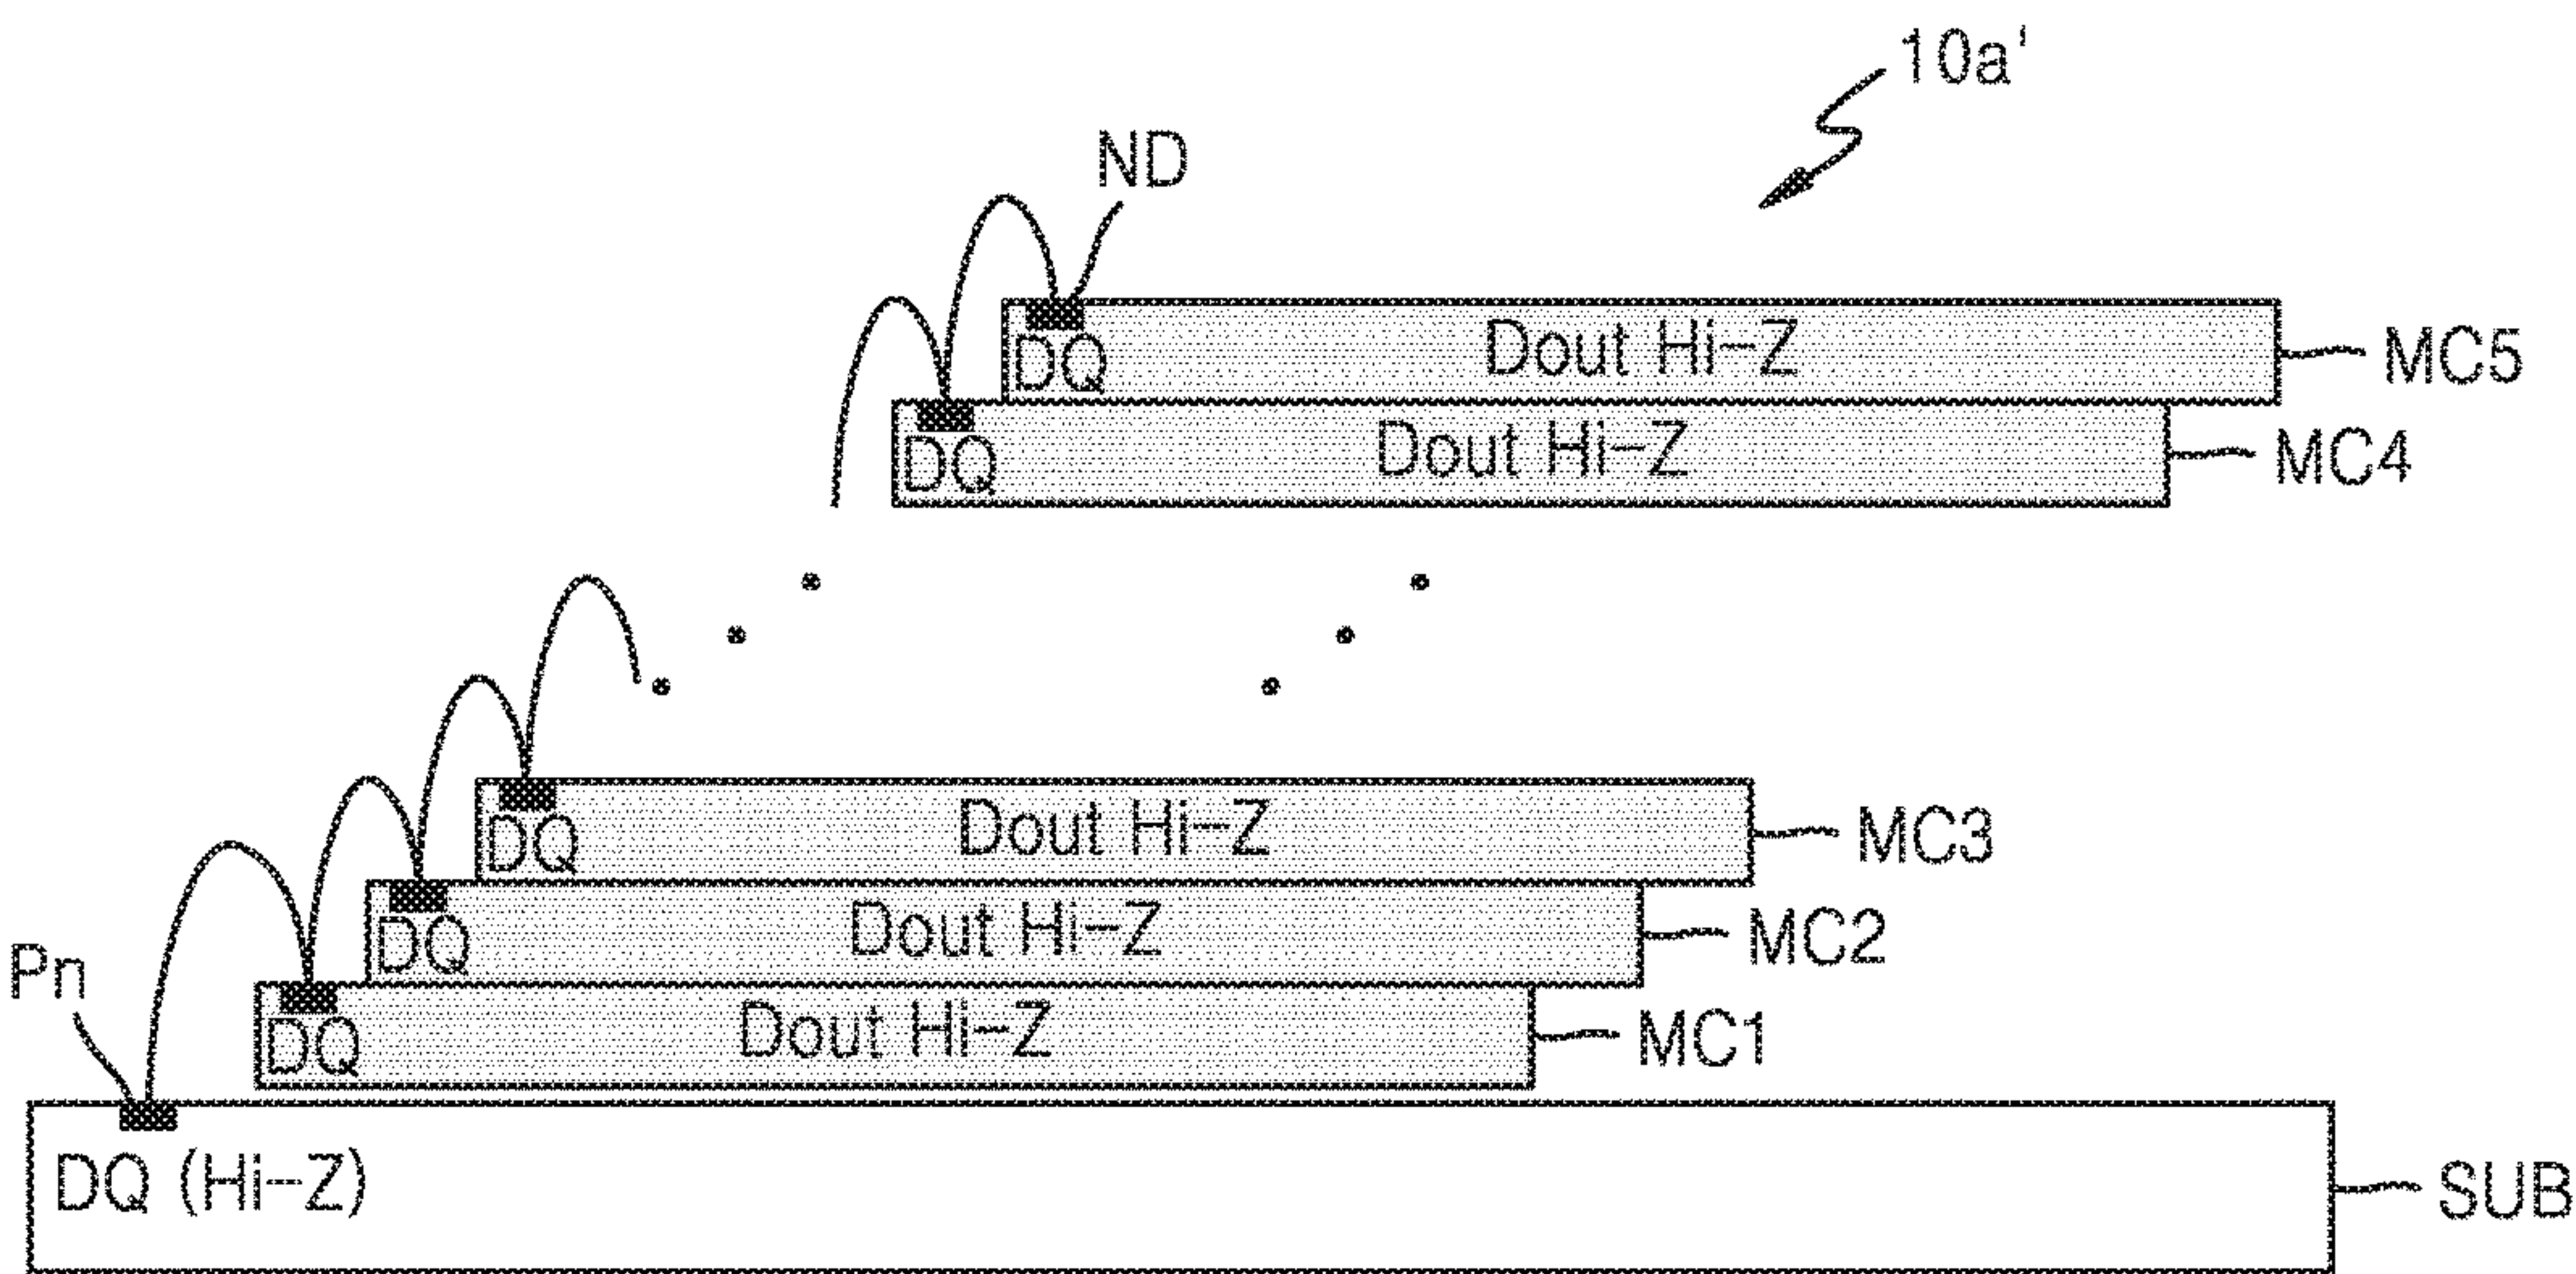 10a'
ND
DQ Dout Hi-Z MC5
DQ Dout Hi-Z MC4
DQ Dout Hi-Z MC3
DQ Dout Hi-Z MC2
Pn
DQ Dout Hi-Z MC1
DQ (Hi-Z) SUB